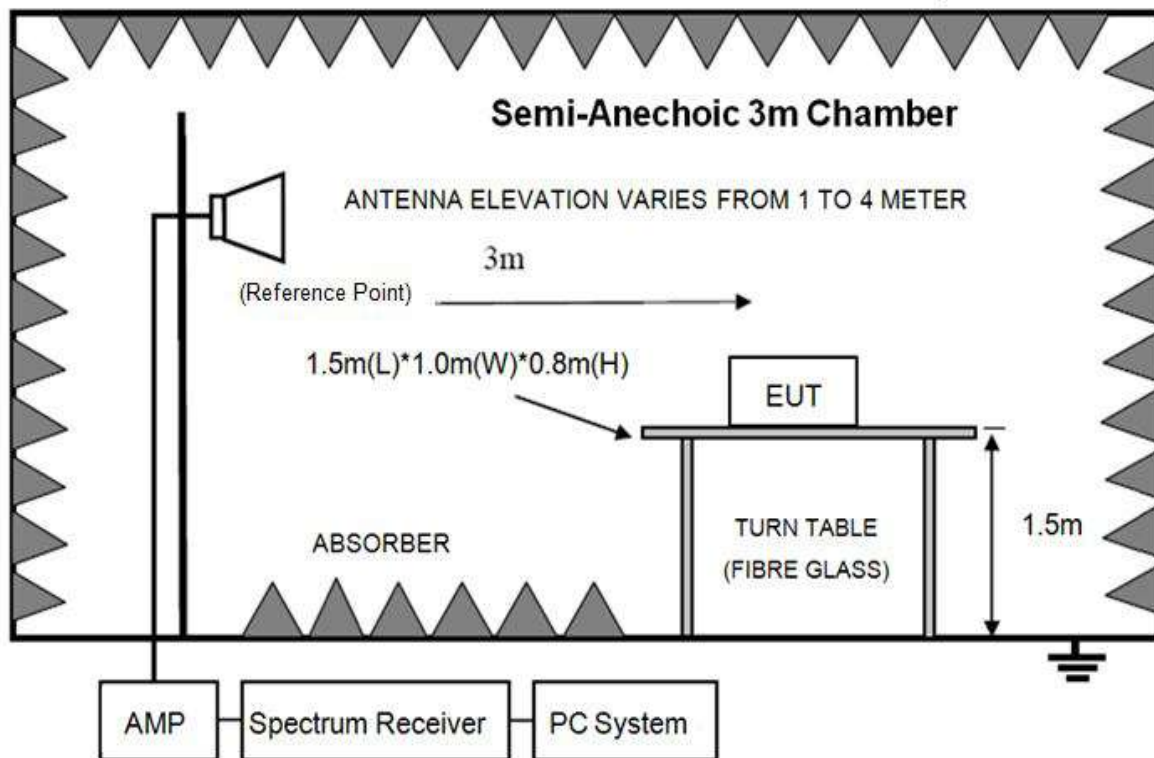 Semi-Anechoic 3m Chamber
ANTENNA ELEVATION VARIES FROM 1 TO 4 METER
3m
(Reference Point)
1.5m(L)*1.0m(W)*0.8m(H)
EUT
ABSORBER
TURN TABLE
(FIBRE GLASS)
1.5m
AMP
Spectrum Receiver
PC System